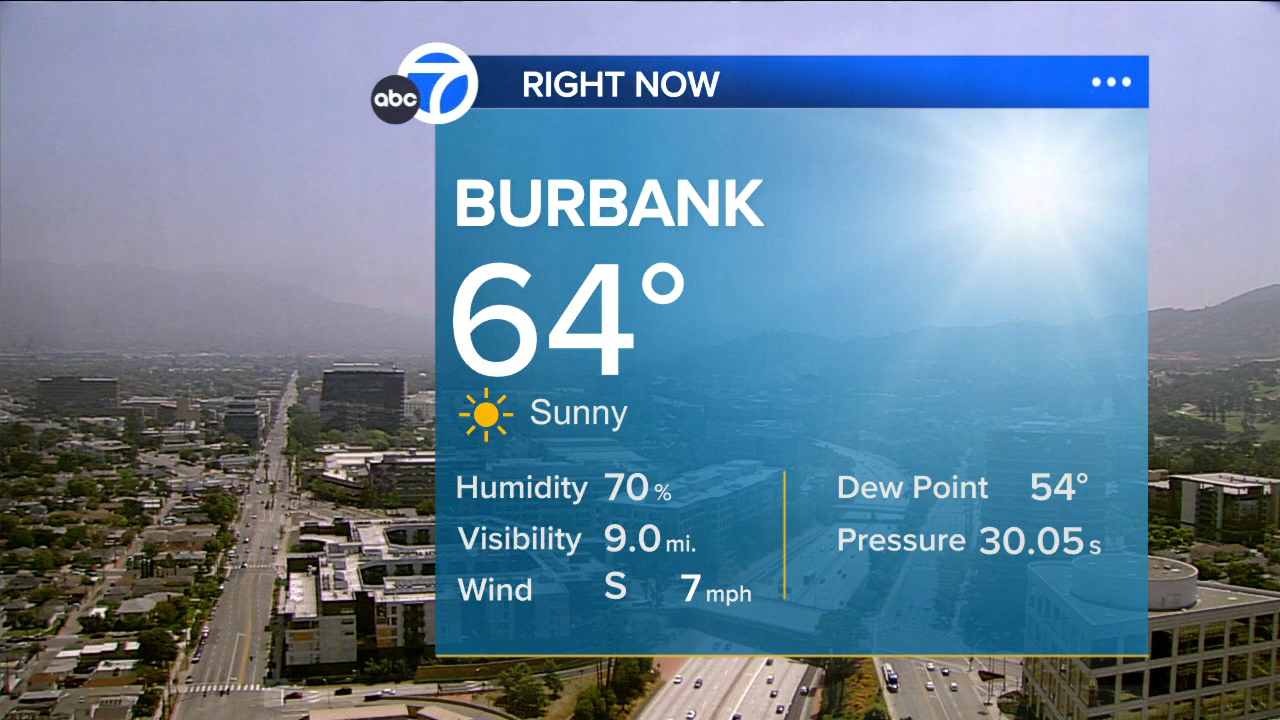 abc 7
RIGHT NOW
BURBANK
64°
Sunny
Humidity 70 %
Visibility 9.0 mi.
Wind S 7 mph
Dew Point 54°
Pressure 30.05 s